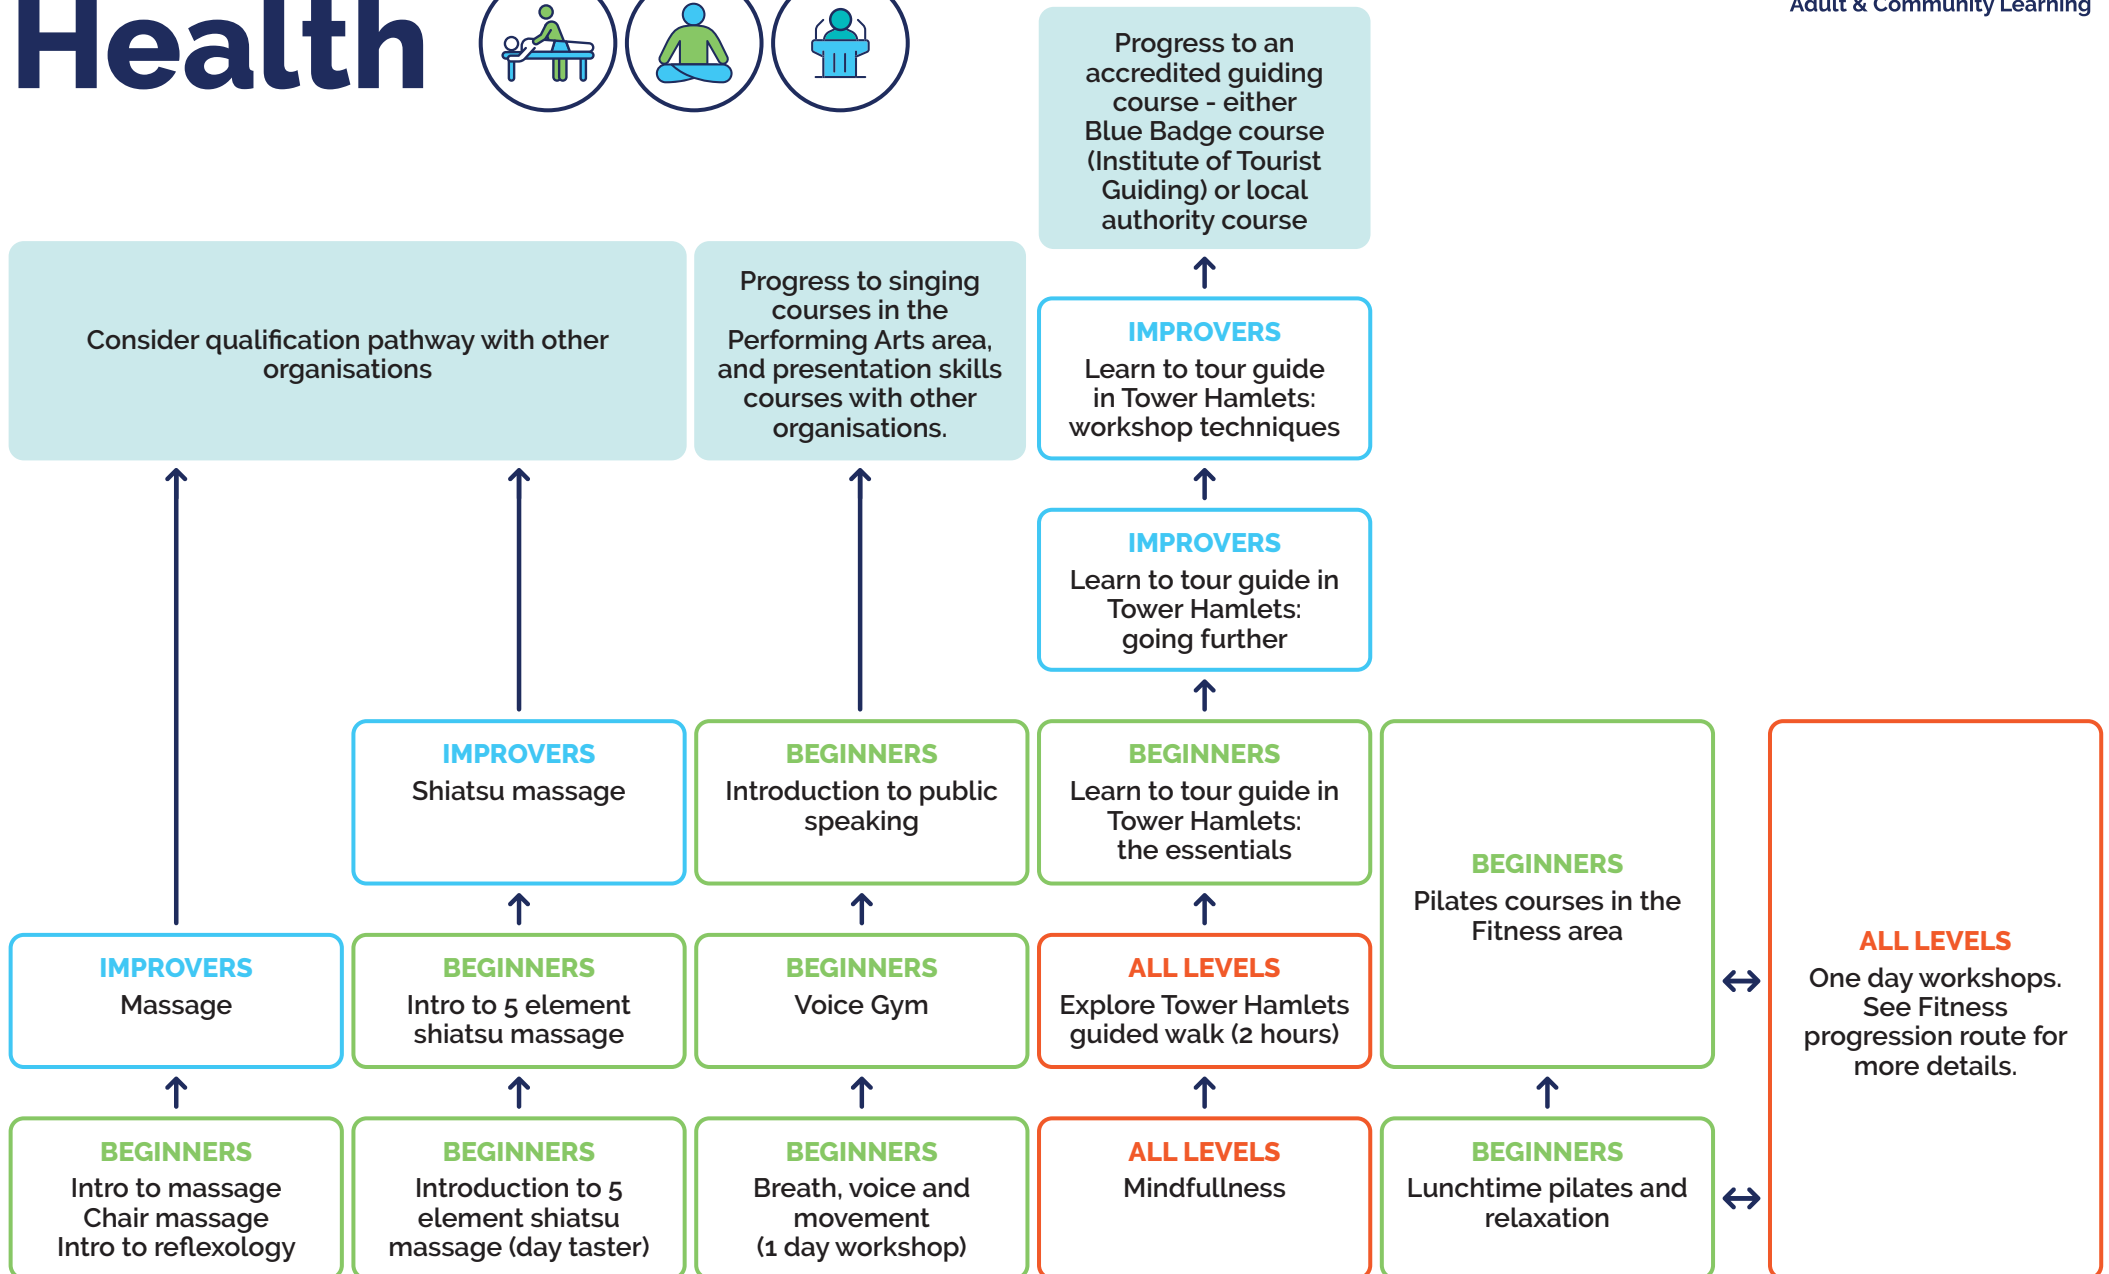 Health
Adult & Community Learning
Progress to an
accredited guiding
course - either
Blue Badge course
(Institute of Tourist
Guiding) or local
authority course
Consider qualification pathway with other
organisations
Progress to singing
courses in the
Performing Arts area,
and presentation skills
courses with other
organisations.
IMPROVERS
Learn to tour guide
in Tower Hamlets:
workshop techniques
IMPROVERS
Learn to tour guide in
Tower Hamlets:
going further
IMPROVERS
Shiatsu massage
BEGINNERS
Introduction to public
speaking
BEGINNERS
Learn to tour guide in
Tower Hamlets:
the essentials
BEGINNERS
Pilates courses in the
Fitness area
ALL LEVELS
One day workshops.
See Fitness
progression route for
more details.
IMPROVERS
Massage
BEGINNERS
Intro to 5 element
shiatsu massage
BEGINNERS
Voice Gym
ALL LEVELS
Explore Tower Hamlets
guided walk (2 hours)
BEGINNERS
Intro to massage
Chair massage
Intro to reflexology
BEGINNERS
Introduction to 5
element shiatsu
massage (day taster)
BEGINNERS
Breath, voice and
movement
(1 day workshop)
ALL LEVELS
Mindfullness
BEGINNERS
Lunchtime pilates and
relaxation